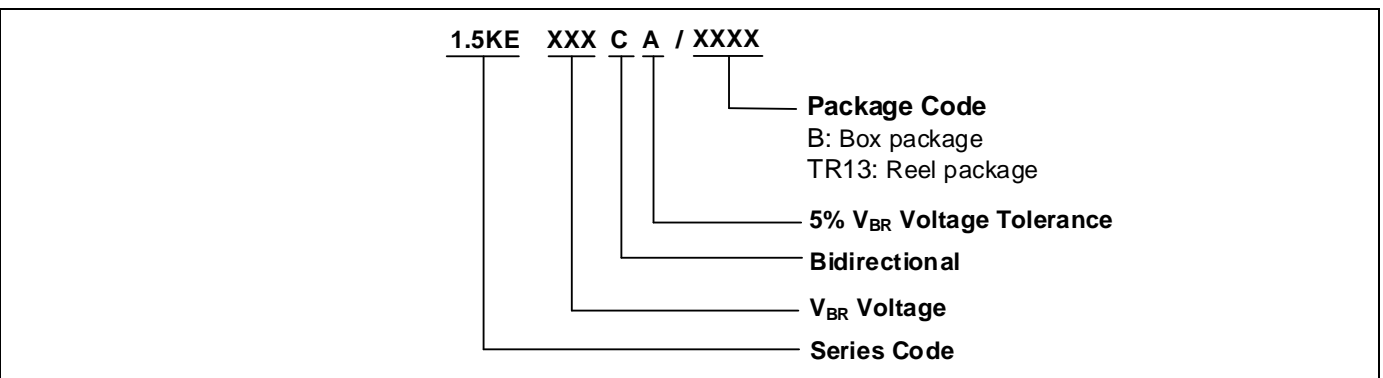 1.5KE XXX C A / XXXX
Package Code
B: Box package
TR13: Reel package
5% VBR Voltage Tolerance
Bidirectional
VBR Voltage
Series Code